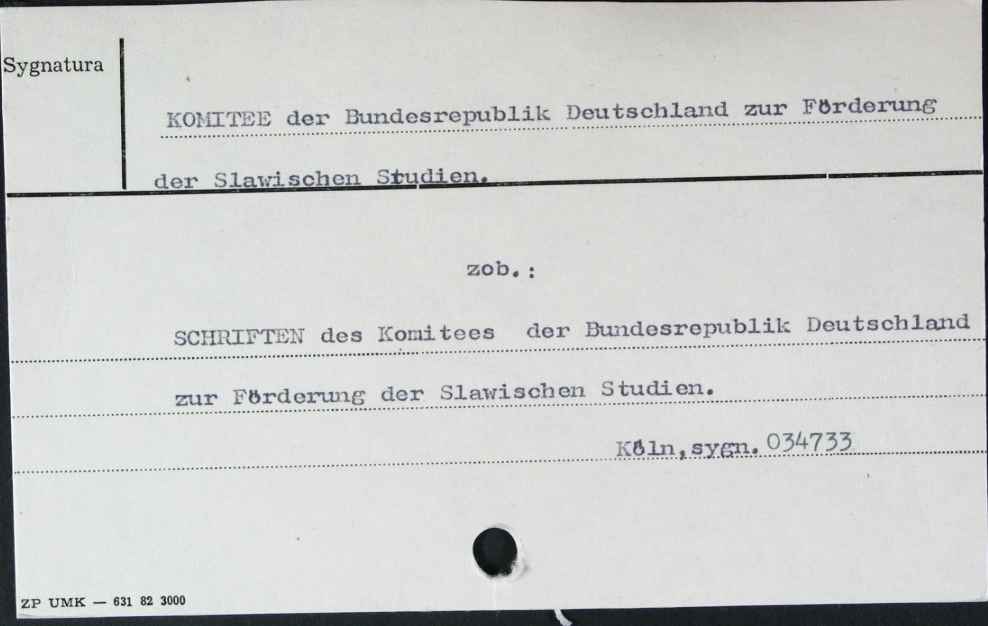 Sygnatura
KOMITEE der Bundesrepublik Deutschland zur Förderung
der Slawischen Studien.
zob.:
SCHRIFTEN des Komitees der Bundesrepublik Deutschland
zur Förderung der Slawischen Studien.
Köln,sygn. 034733
ZP UMK — 631 82 3000